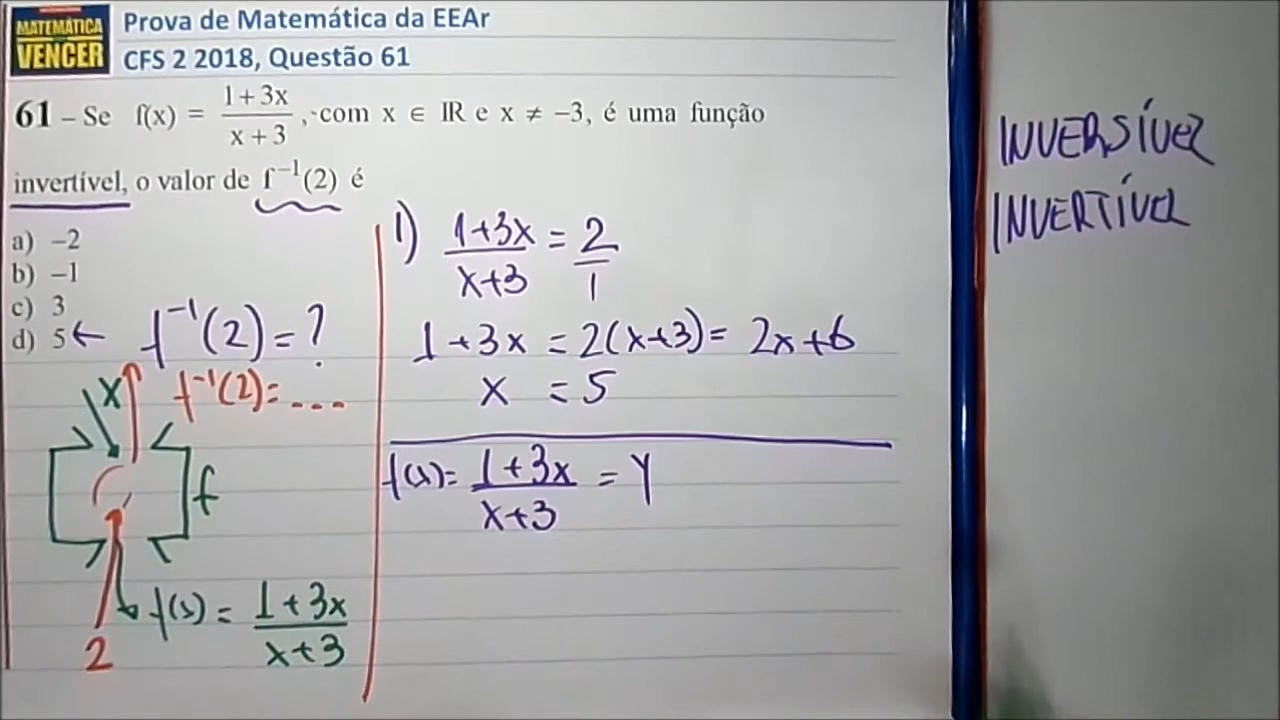 MATEMÁTICA
VENCER
Prova de Matemática da EEAr
CFS 2 2018, Questão 61
61 – Se f(x) = (1 + 3x)/(x + 3), com x ∈ IR e x ≠ –3, é uma função
invertível, o valor de f⁻¹(2) é
a) –2
b) –1
c) 3
d) 5 ←
f⁻¹(2) = ?
x
f⁻¹(2) = ...
f
2
f(x) = (1 + 3x)/(x + 3)
1) (1+3x)/(x+3) = 2/1
1 + 3x = 2(x+3) = 2x + 6
x = 5
f(x) = (1 + 3x)/(x + 3) = y
INVERSÍVEL
INVERTÍVEL